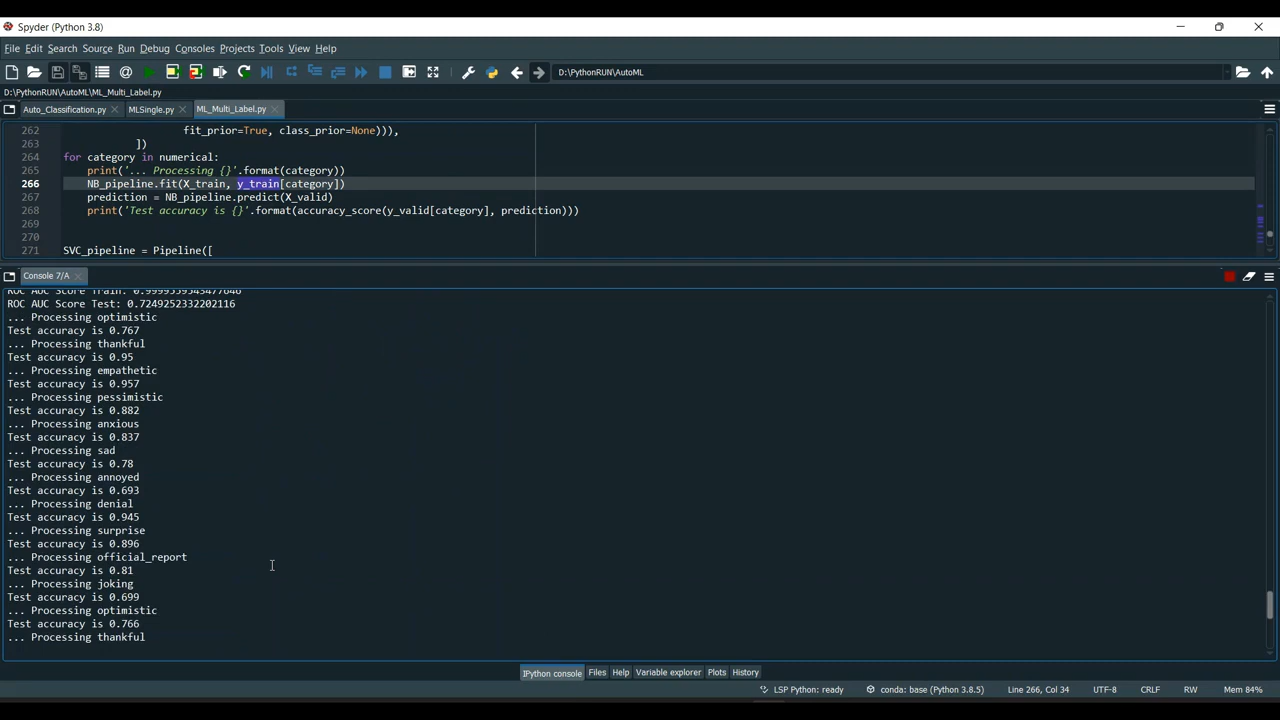 Spyder (Python 3.8)
File Edit Search Source Run Debug Consoles Projects Tools View Help
D:\PythonRUN\AutoML
D:\PythonRUN\AutoML\ML_Multi_Label.py
Auto_Classification.py MLSingle.py ML_Multi_Label.py
262 fit_prior=True, class_prior=None))),
263 ])
264 for category in numerical:
265 print('... Processing {}'.format(category))
266 NB_pipeline.fit(X_train, y_train[category])
267 prediction = NB_pipeline.predict(X_valid)
268 print('Test accuracy is {}'.format(accuracy_score(y_valid[category], prediction)))
269
270
271 SVC_pipeline = Pipeline([
Console 7/A
ROC AUC Score Train: 0.9999559543477646
ROC AUC Score Test: 0.7249252332202116
... Processing optimistic
Test accuracy is 0.767
... Processing thankful
Test accuracy is 0.95
... Processing empathetic
Test accuracy is 0.957
... Processing pessimistic
Test accuracy is 0.882
... Processing anxious
Test accuracy is 0.837
... Processing sad
Test accuracy is 0.78
... Processing annoyed
Test accuracy is 0.693
... Processing denial
Test accuracy is 0.945
... Processing surprise
Test accuracy is 0.896
... Processing official_report
Test accuracy is 0.81
... Processing joking
Test accuracy is 0.699
... Processing optimistic
Test accuracy is 0.766
... Processing thankful
IPython console Files Help Variable explorer Plots History
LSP Python: ready conda: base (Python 3.8.5) Line 266, Col 34 UTF-8 CRLF RW Mem 84%